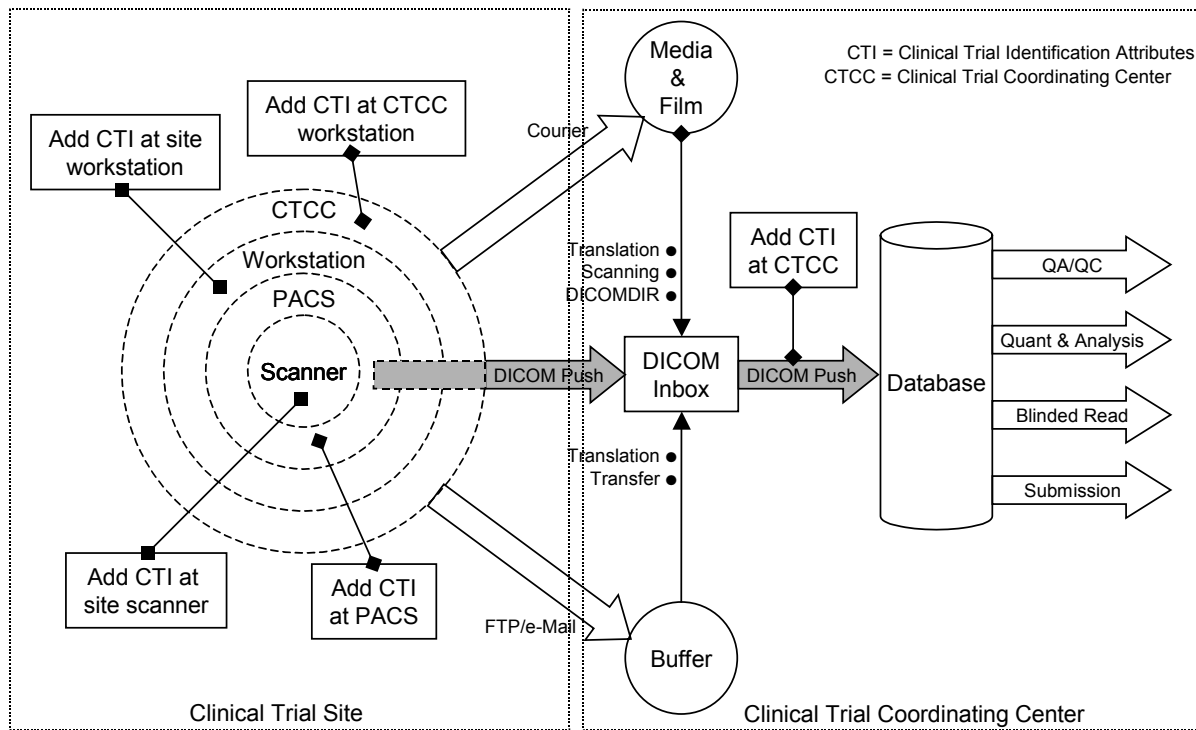 Media
&
Film
CTI = Clinical Trial Identification Attributes
CTCC = Clinical Trial Coordinating Center
Add CTI at CTCC
workstation
Add CTI at site
workstation
Courier
CTCC
Workstation
PACS
Scanner
Translation
Scanning
DICOMDIR
Add CTI
at CTCC
QA/QC
Quant & Analysis
Blinded Read
Submission
DICOM Push
DICOM
Inbox
DICOM Push
Database
Translation
Transfer
Add CTI at
site scanner
Add CTI
at PACS
FTP/e-Mail
Buffer
Clinical Trial Site
Clinical Trial Coordinating Center